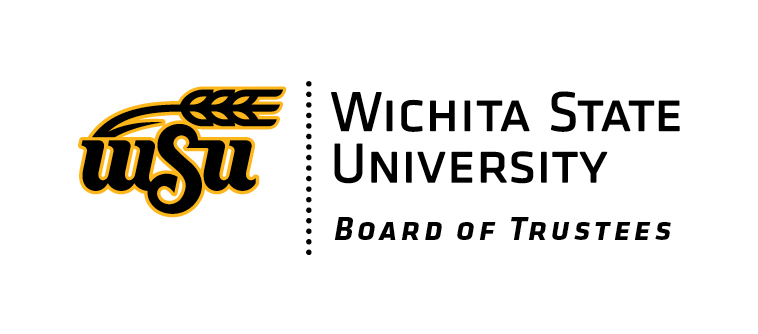 WSU
WICHITA STATE
UNIVERSITY
BOARD OF TRUSTEES